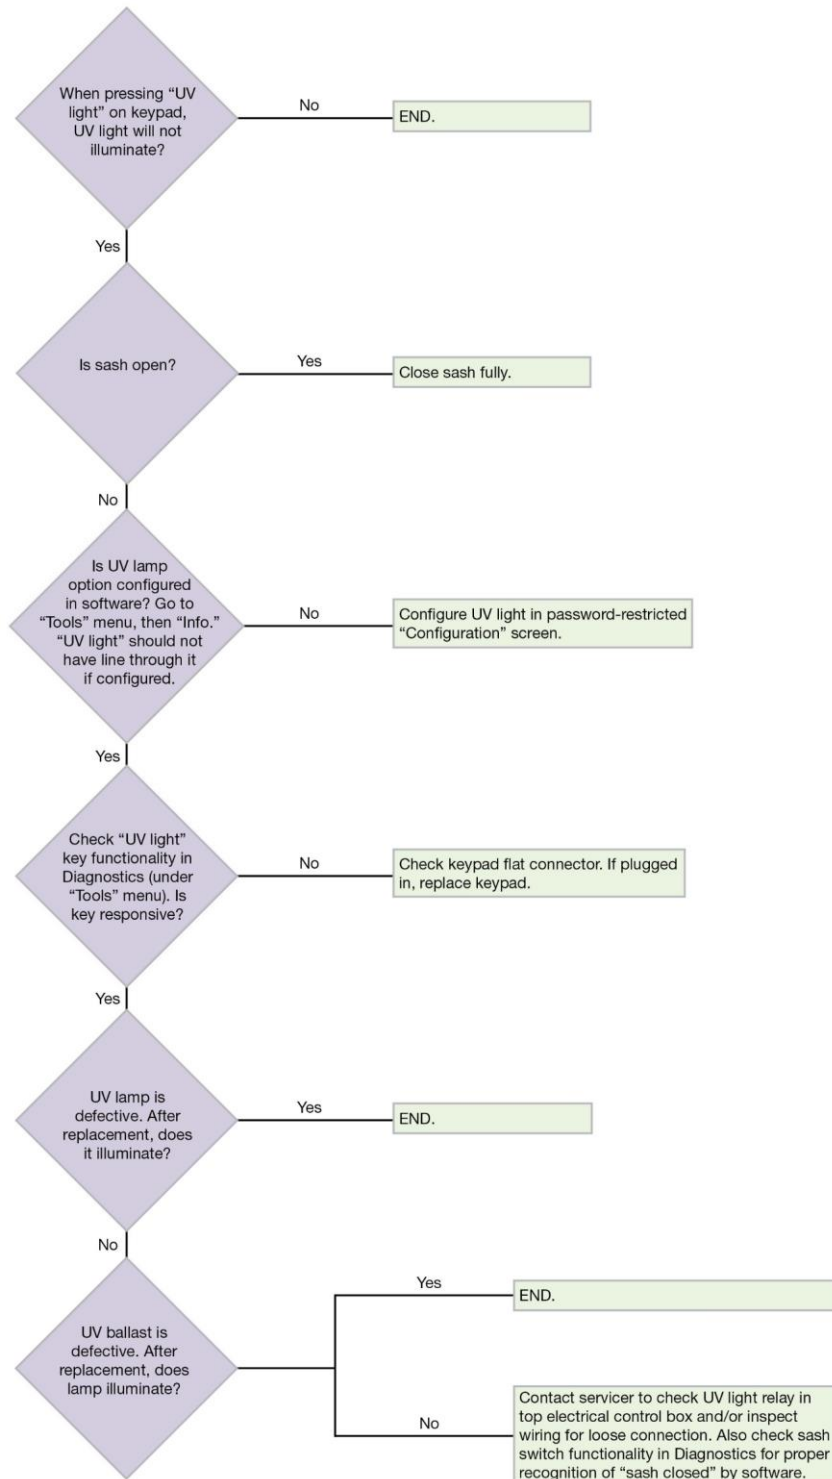 When pressing “UV
light” on keypad,
UV light will not
illuminate?
No
END.
Yes
Is sash open?
Yes
Close sash fully.
No
Is UV lamp
option configured
in software? Go to
“Tools” menu, then “Info.”
“UV light” should not
have line through it
if configured.
No
Configure UV light in password-restricted
“Configuration” screen.
Yes
Check “UV light”
key functionality in
Diagnostics (under
“Tools” menu). Is
key responsive?
No
Check keypad flat connector. If plugged
in, replace keypad.
Yes
UV lamp is
defective. After
replacement, does
it illuminate?
Yes
END.
No
UV ballast is
defective. After
replacement, does
lamp illuminate?
Yes
END.
No
Contact servicer to check UV light relay in
top electrical control box and/or inspect
wiring for loose connection. Also check sash
switch functionality in Diagnostics for proper
recognition of “sash closed” by software.